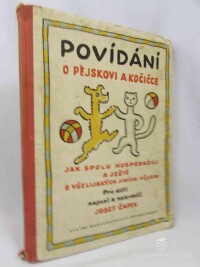 POVÍDÁNÍ
O PEJSKOVI A KOČIČCE
JAK SPOLU HOSPODAŘILI
A JEŠTĚ
O VŠELIJAKÝCH JINÝCH VĚCECH
Pro děti
napsal a nakreslil
JOSEF ČAPEK